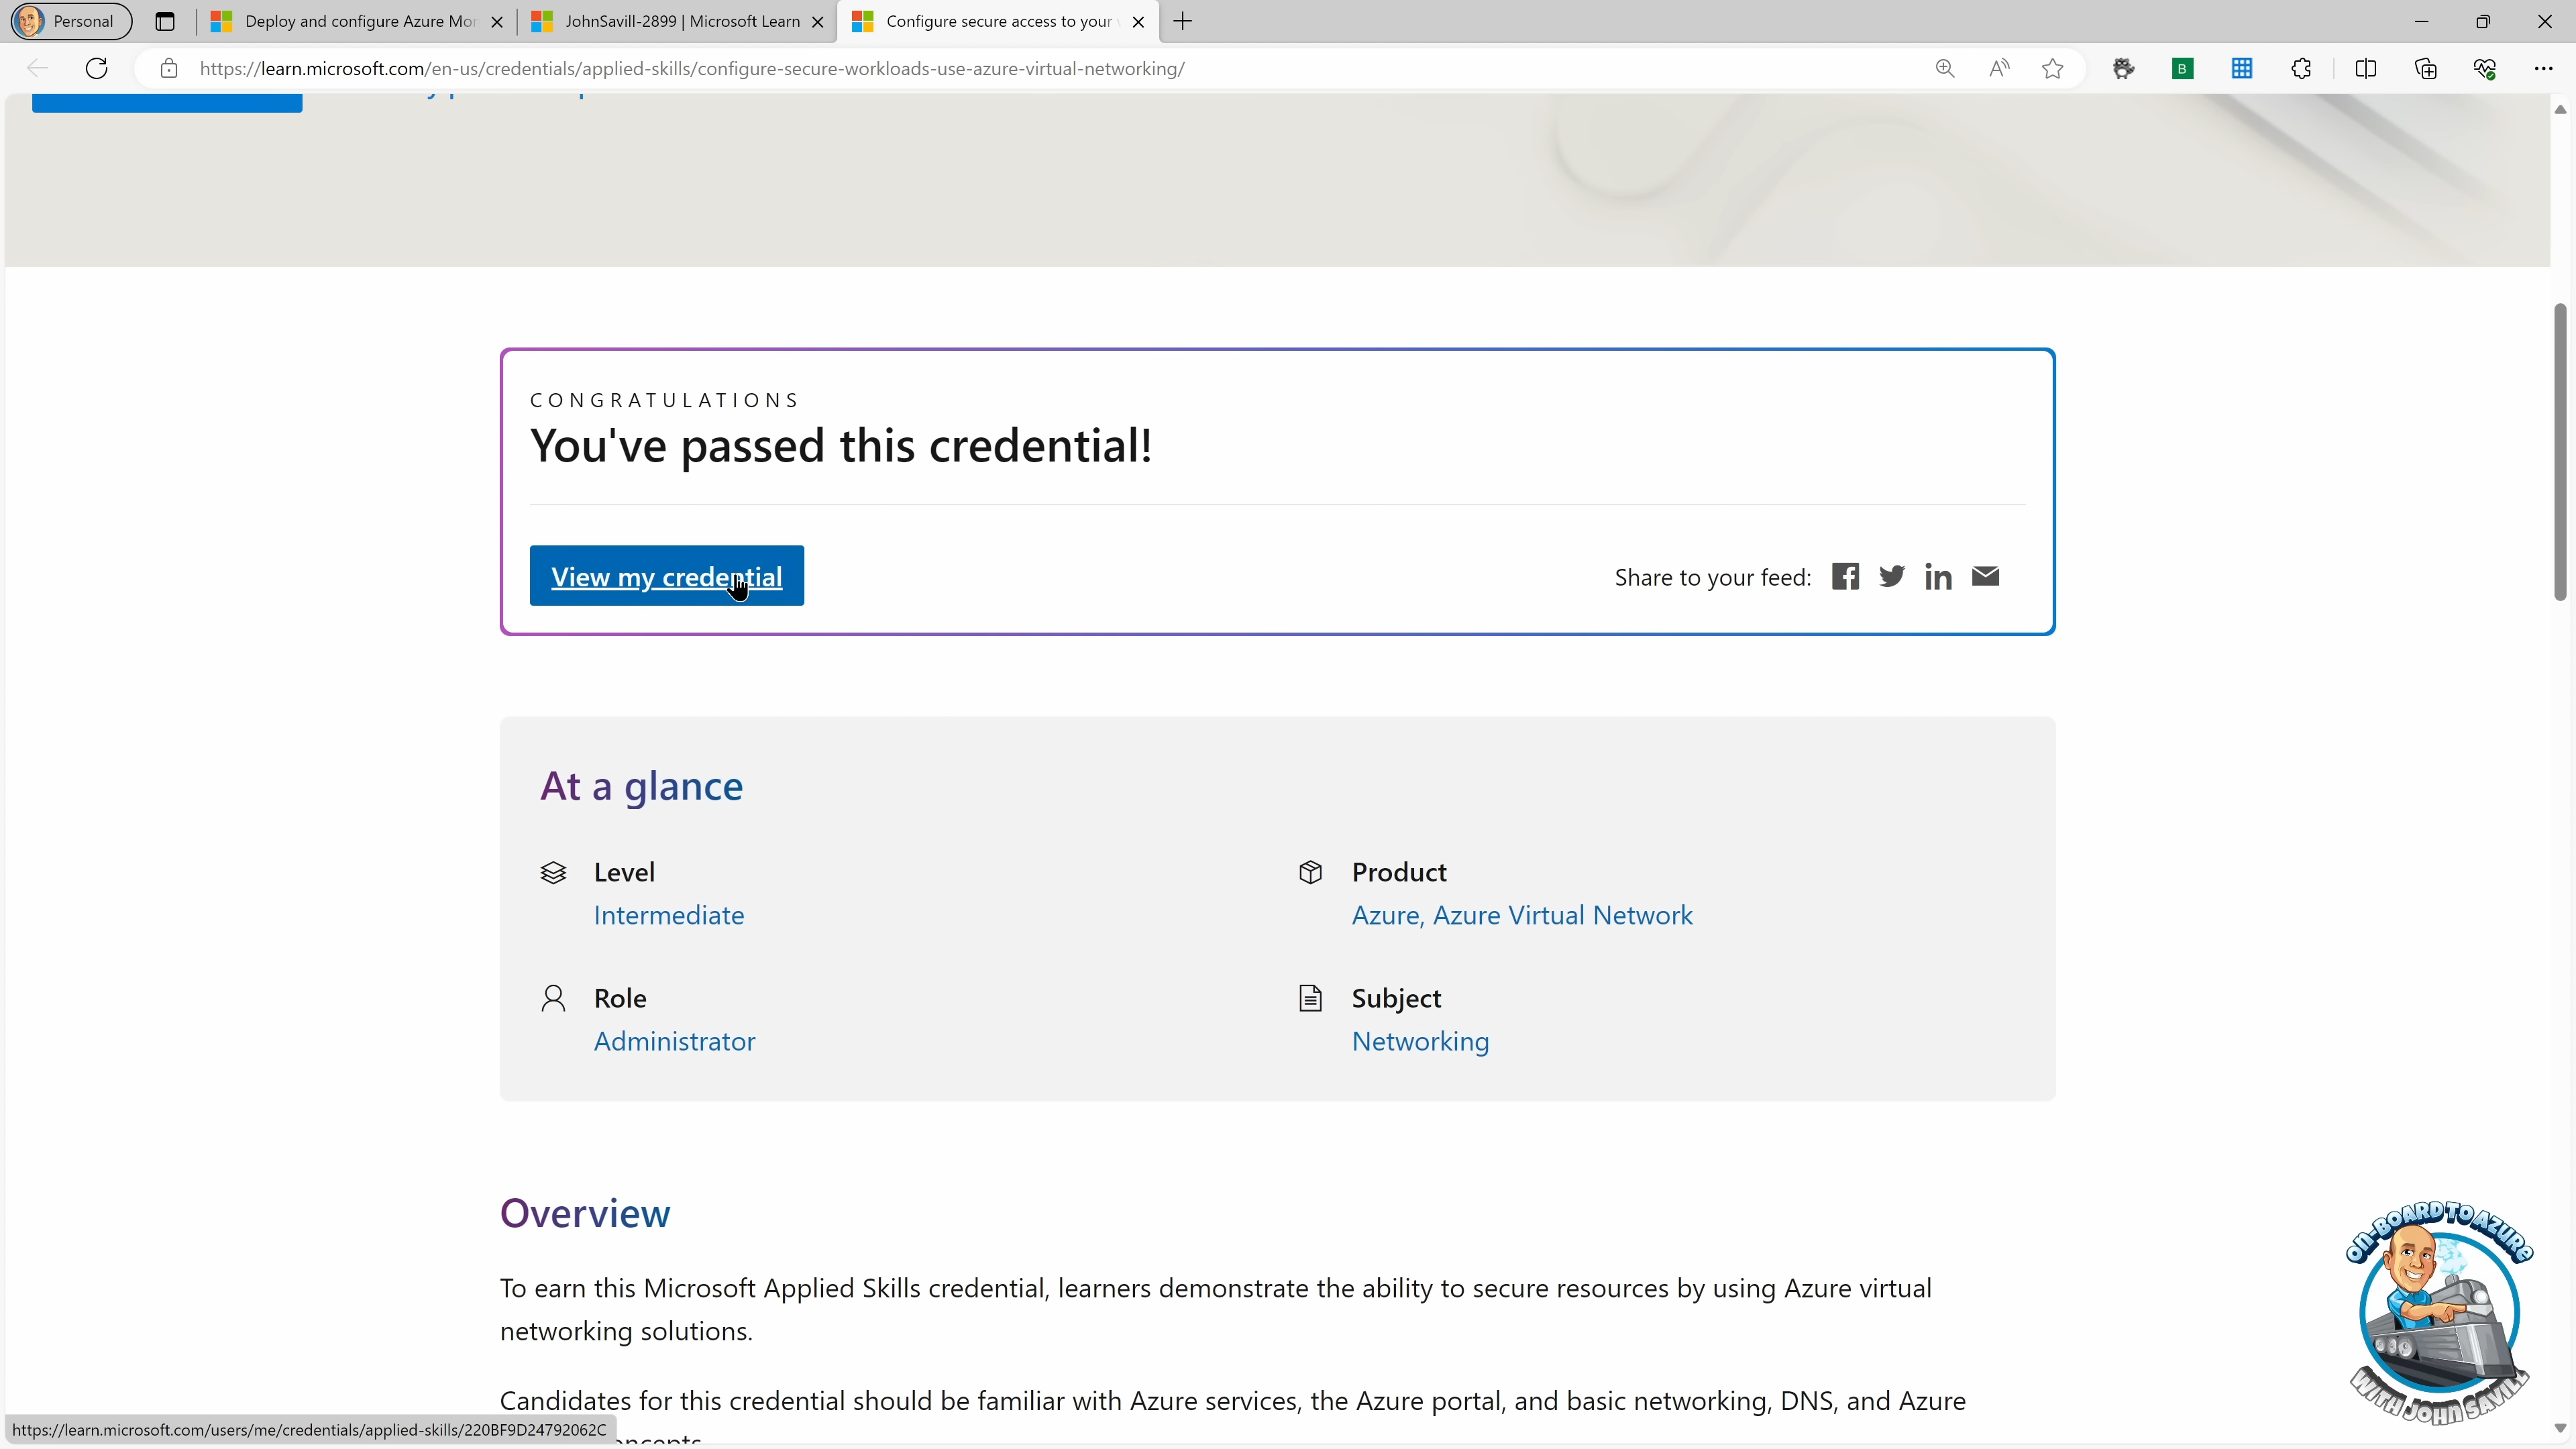 Personal
Deploy and configure Azure Mor
JohnSavill-2899 | Microsoft Learn
Configure secure access to your
https://learn.microsoft.com/en-us/credentials/applied-skills/configure-secure-workloads-use-azure-virtual-networking/
B
CONGRATULATIONS
You've passed this credential!
View my credential
Share to your feed:
At a glance
Level
Intermediate
Product
Azure, Azure Virtual Network
Role
Administrator
Subject
Networking
Overview
To earn this Microsoft Applied Skills credential, learners demonstrate the ability to secure resources by using Azure virtual
networking solutions.
Candidates for this credential should be familiar with Azure services, the Azure portal, and basic networking, DNS, and Azure
https://learn.microsoft.com/users/me/credentials/applied-skills/220BF9D24792062C
ON-BOARD TO AZURE
WITH JOHN SAVILL